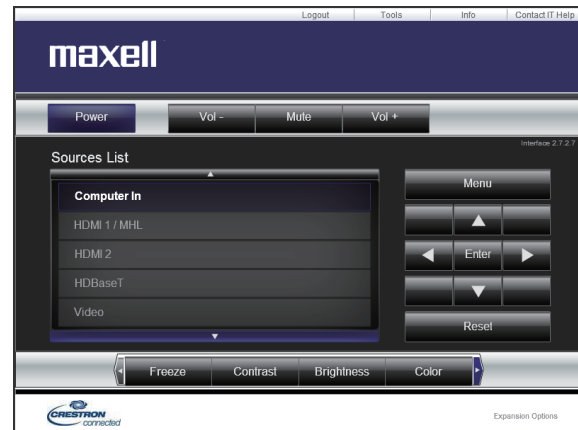 Logout Tools Info Contact IT Help
maxell
Power Vol - Mute Vol +
Interface 2.7.2.7
Sources List
Computer In
HDMI 1 / MHL
HDMI 2
HDBaseT
Video
Menu
Enter
Reset
Freeze Contrast Brightness Color
CRESTRON
connected
Expansion Options